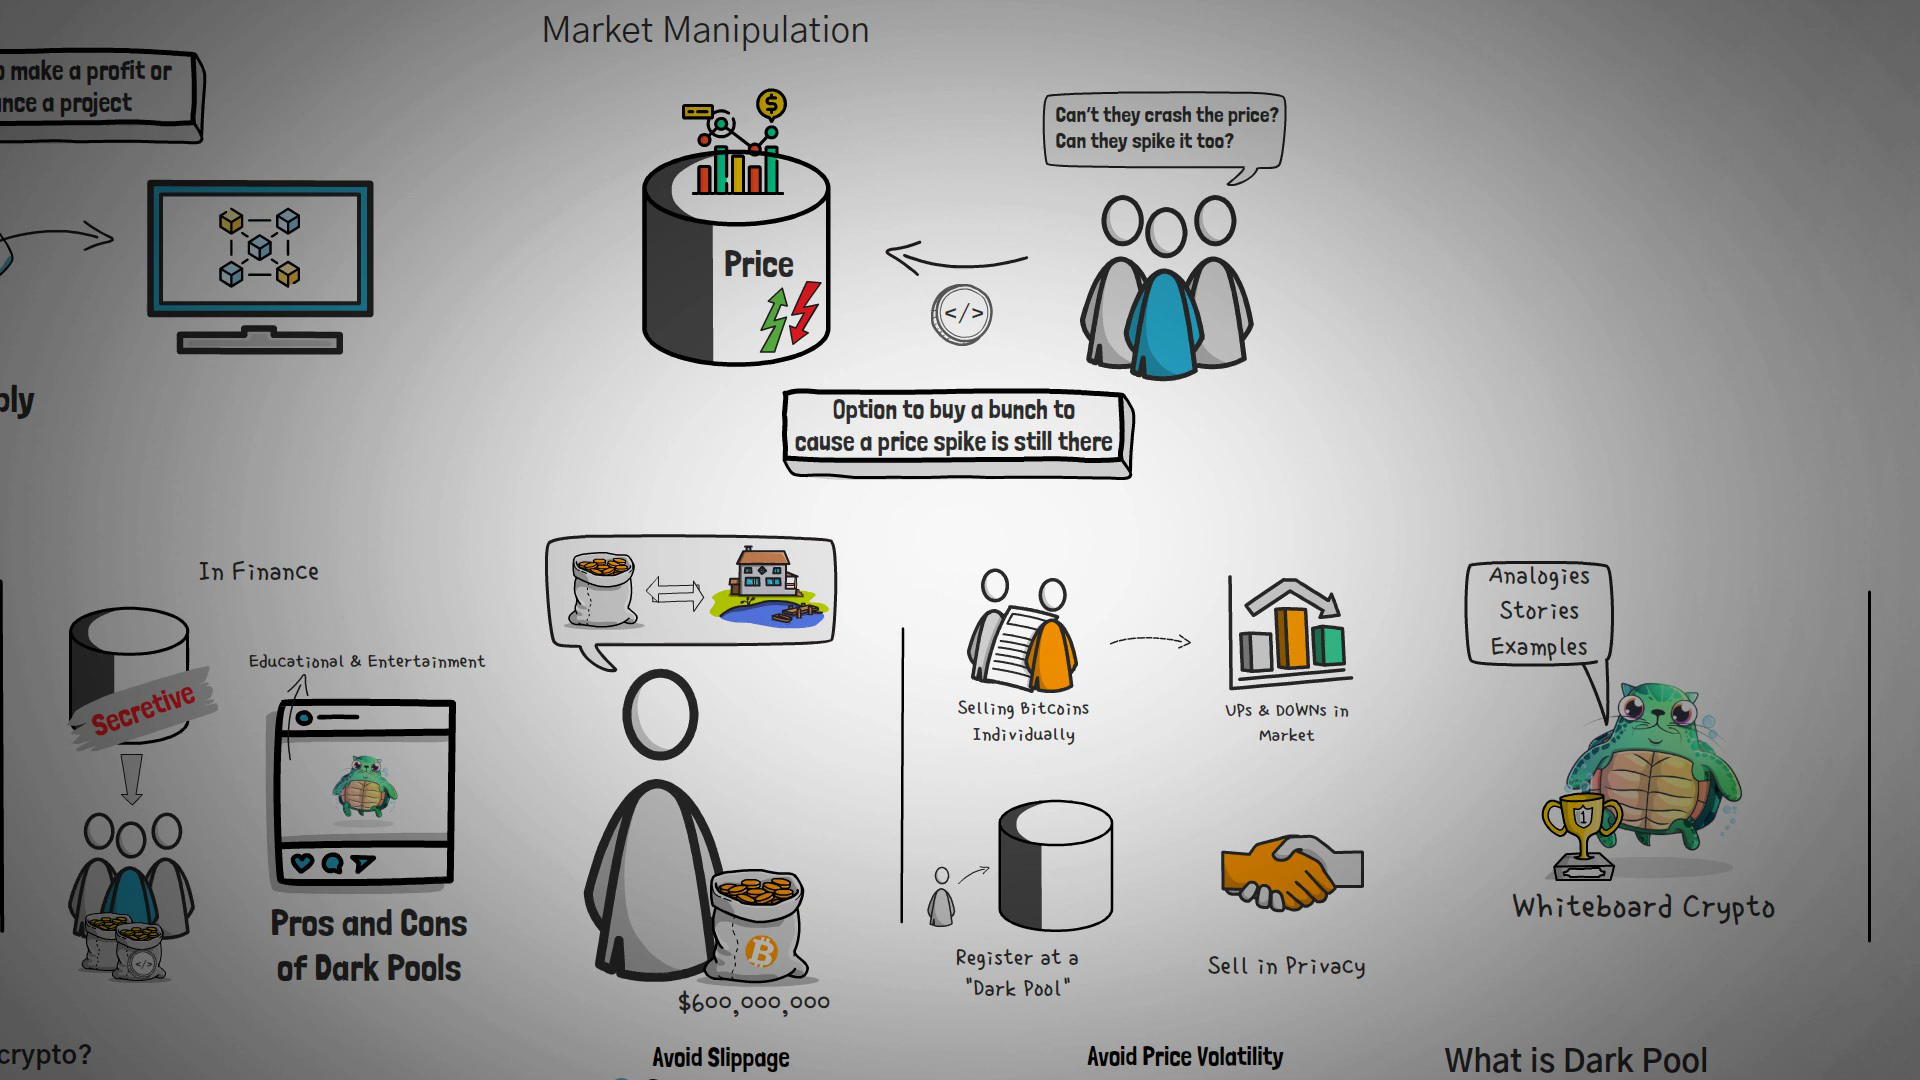 Market Manipulation
make a profit or
a project
Can't they crash the price?
Can they spike it too?
$
Price
</>
Option to buy a bunch to
cause a price spike is still there
In Finance
Secretive
Educational & Entertainment
Pros and Cons
of Dark Pools
</>
$600,000,000
Selling Bitcoins
Individually
UPs & DOWNs in
Market
Register at a
"Dark Pool"
Sell in Privacy
Analogies
Stories
Examples
1
Whiteboard Crypto
crypto?
Avoid Slippage
Avoid Price Volatility
What is Dark Pool